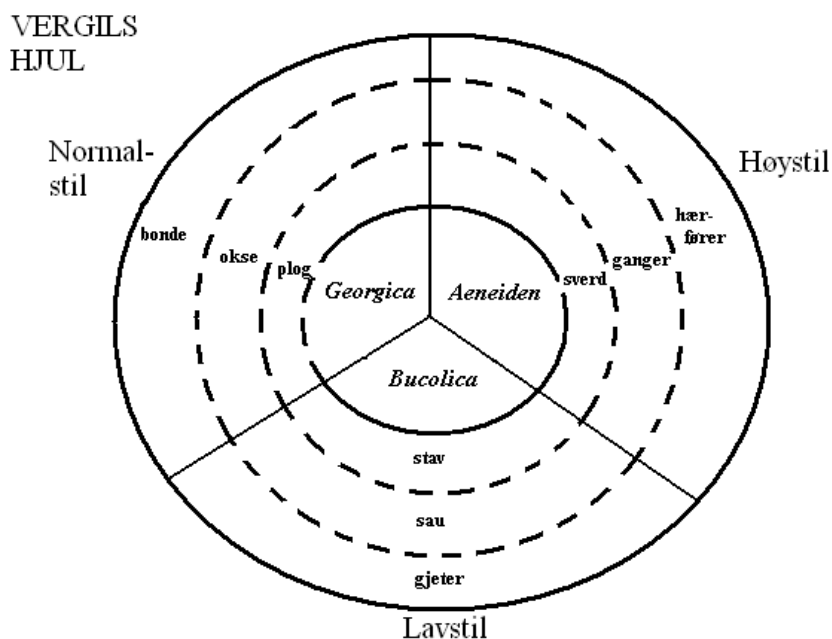 VERGILS
HJUL
Normal-
stil
Høystil
bonde
okse
plog
Georgica
Aeneiden
sverd
ganger
hær-
fører
Bucolica
stav
sau
gjeter
Lavstil